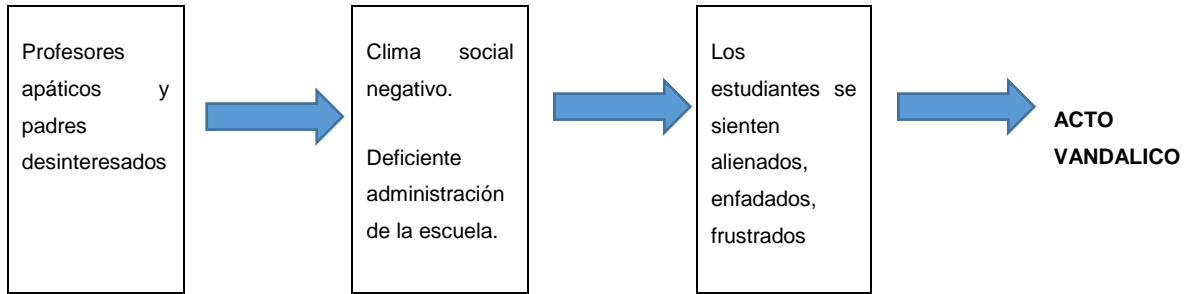 Profesores
apáticos y
padres
desinteresados
Clima social
negativo.
Deficiente
administración
de la escuela.
Los
estudiantes se
sienten
alienados,
enfadados,
frustrados
ACTO
VANDALICO